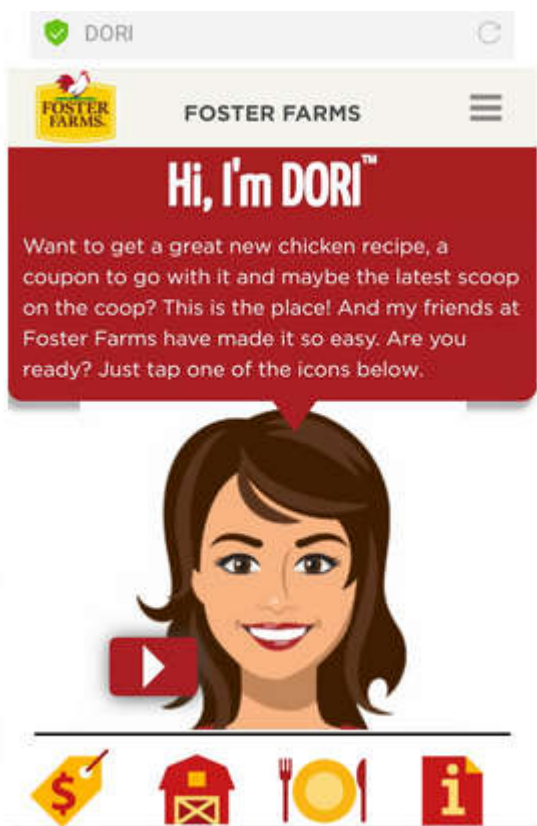 DORI
FOSTER
FARMS.
FOSTER FARMS
Hi, I'm DORI™
Want to get a great new chicken recipe, a
coupon to go with it and maybe the latest scoop
on the coop? This is the place! And my friends at
Foster Farms have made it so easy. Are you
ready? Just tap one of the icons below.
$
i